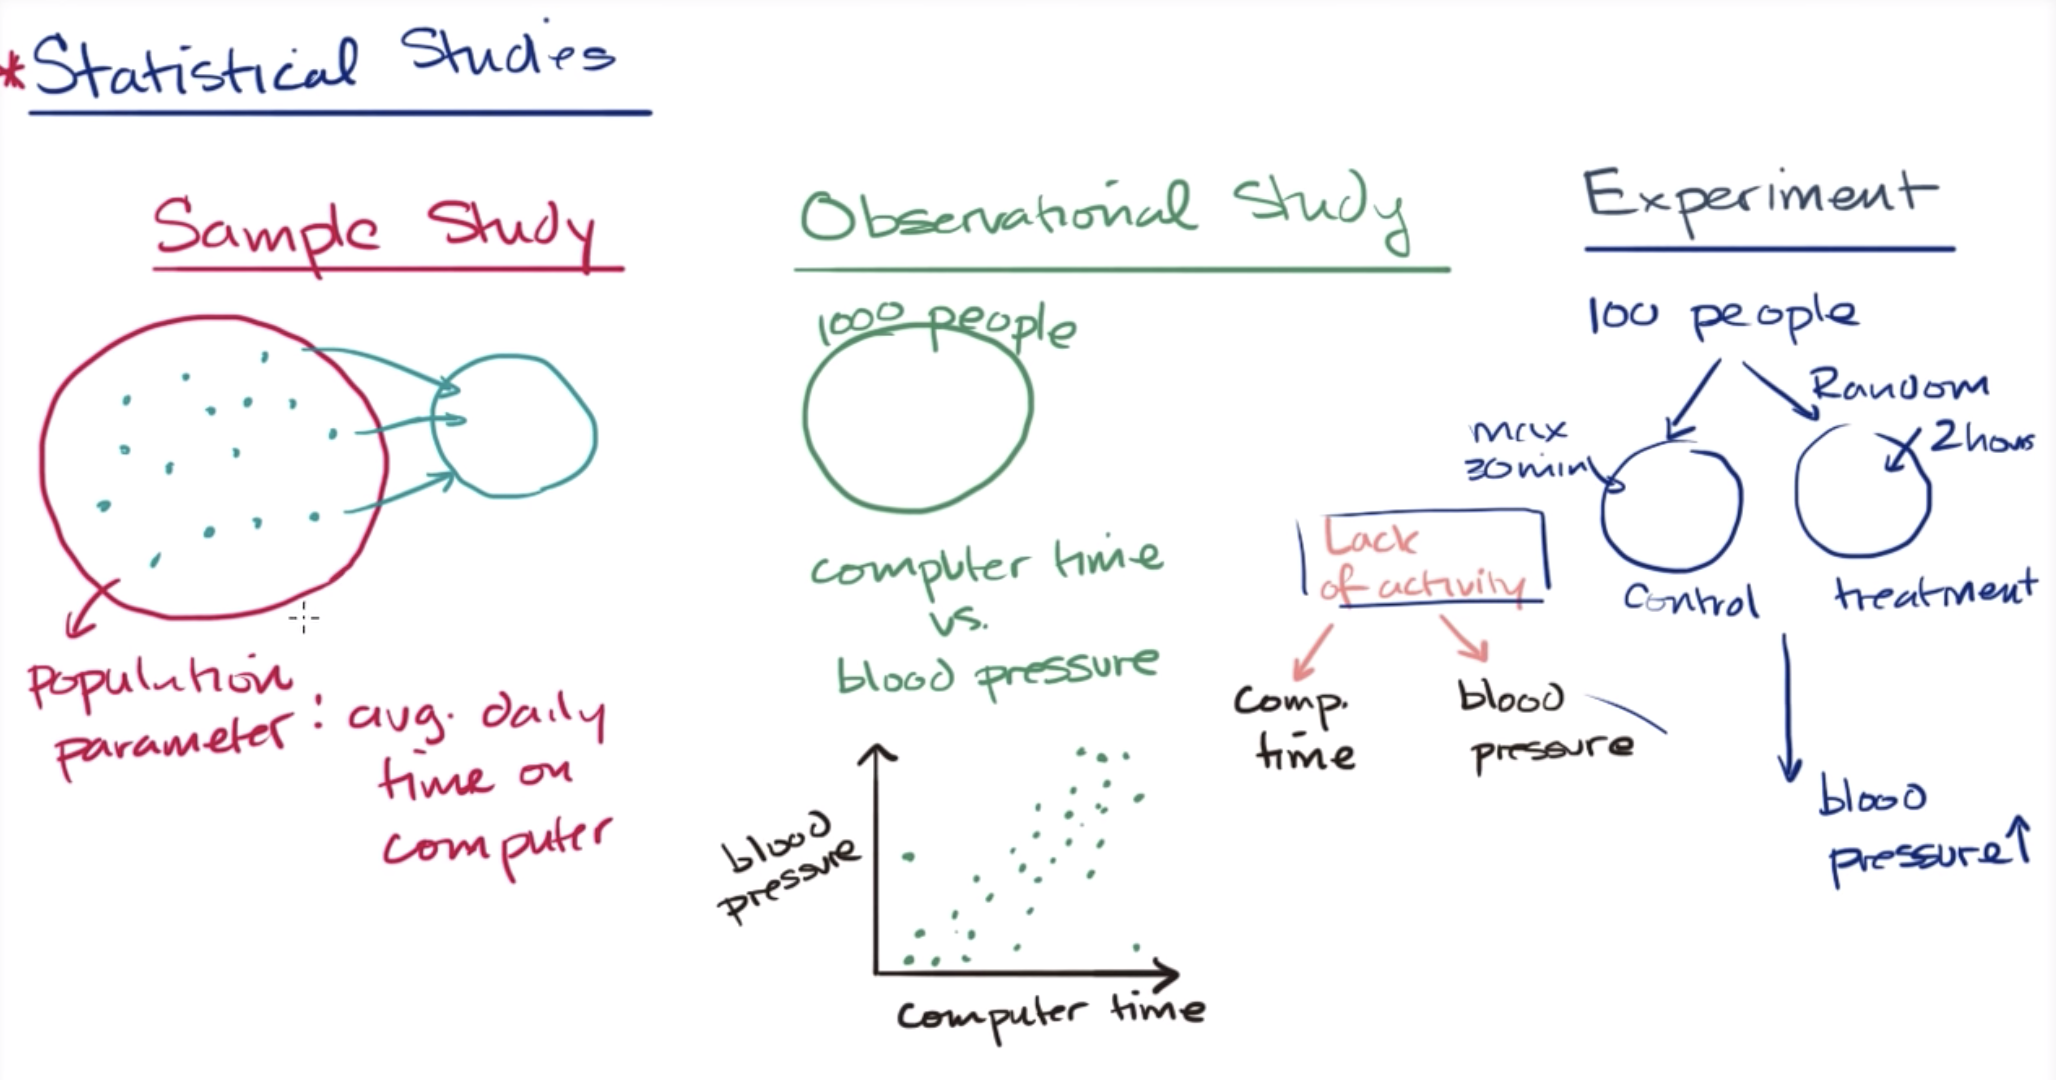 *Statistical Studies
Sample Study
Population
parameter: avg. daily
time on
computer
Observational Study
1000 people
computer time
vs.
blood pressure
blood
pressure
computer time
Lack
of activity
Comp.
time
blood
pressure
Experiment
100 people
Random
max
30min
2 hours
Control
treatment
blood
pressure↑